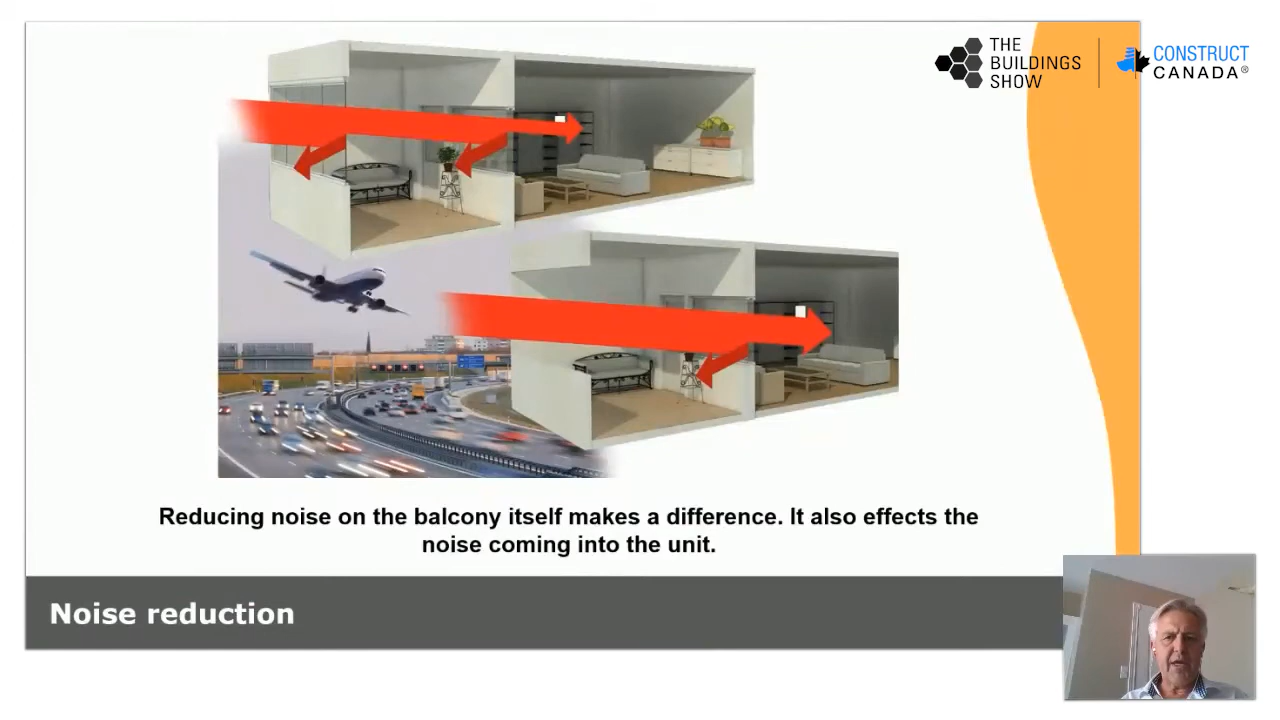 THE
BUILDINGS
SHOW
CONSTRUCT
CANADA®
Reducing noise on the balcony itself makes a difference. It also effects the
noise coming into the unit.
Noise reduction